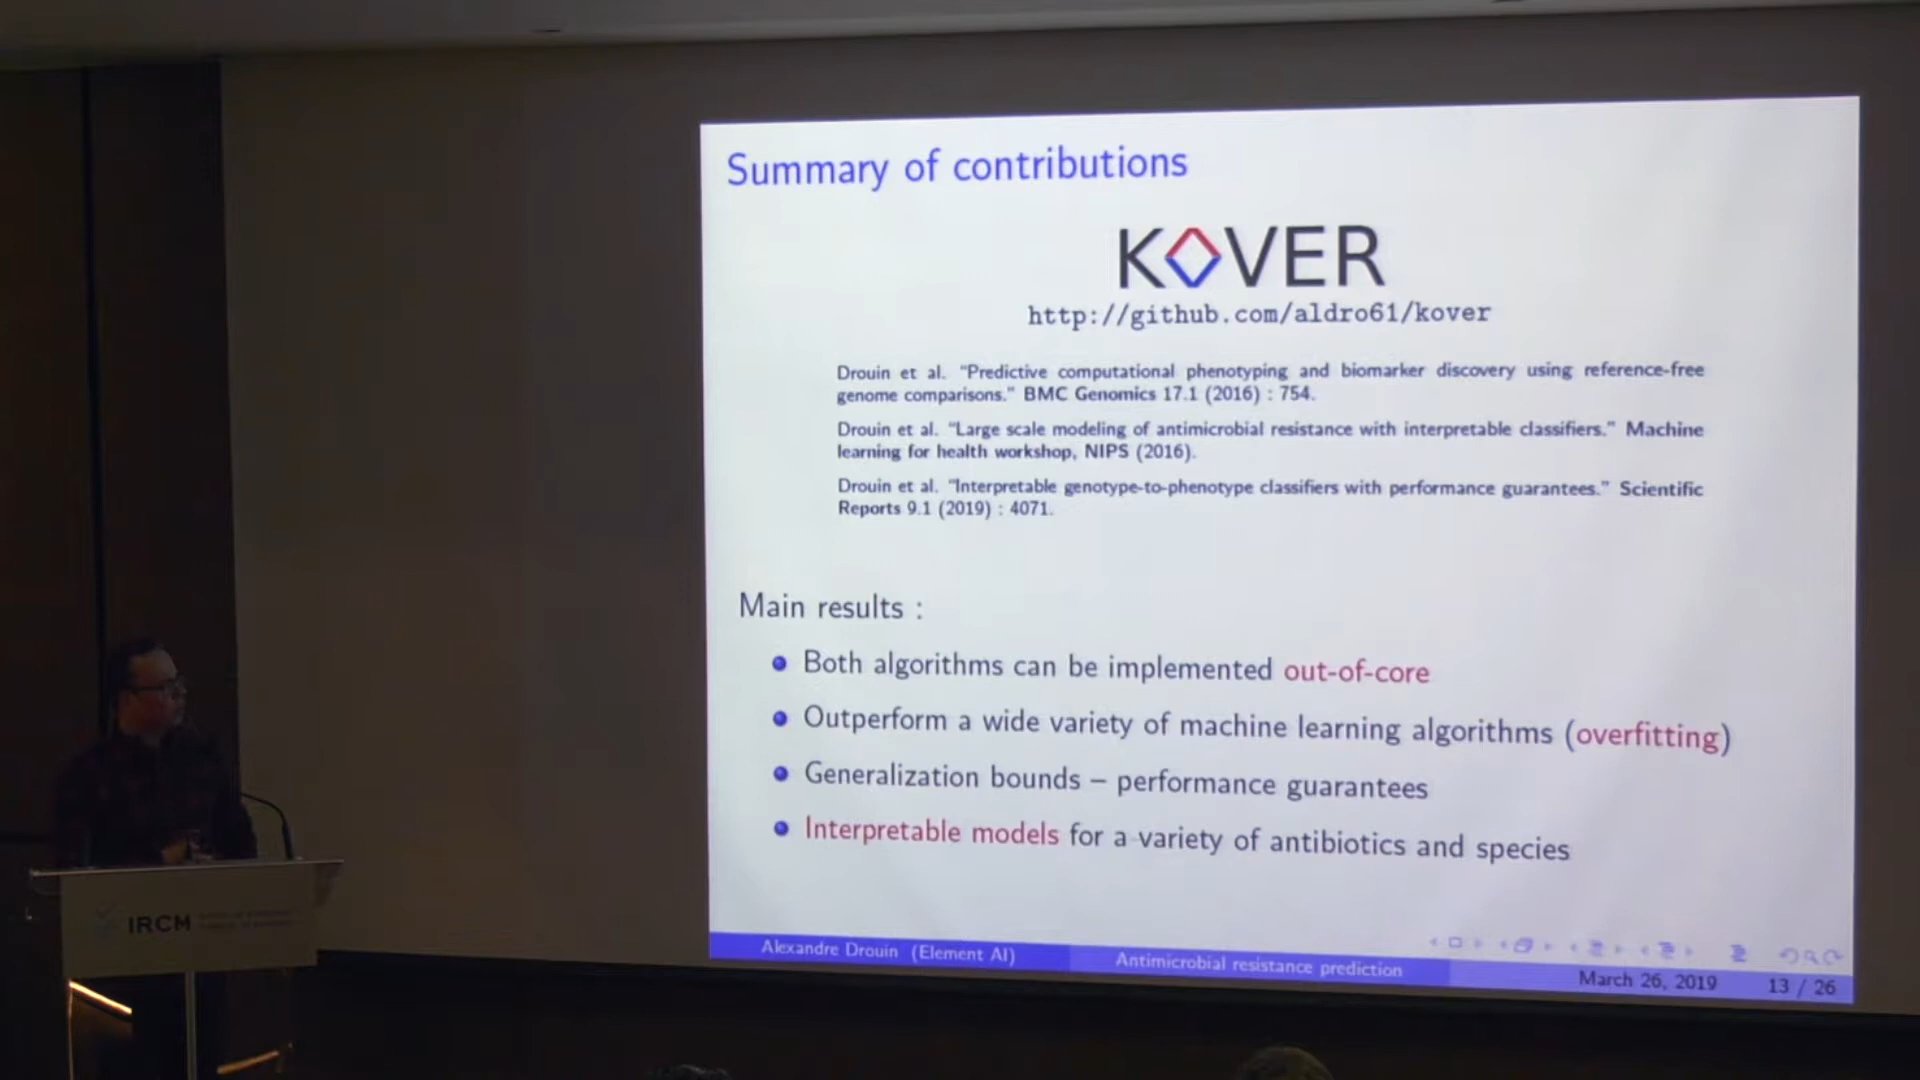 Summary of contributions
KOVER
http://github.com/aldro61/kover
Drouin et al. "Predictive computational phenotyping and biomarker discovery using reference-free
genome comparisons." BMC Genomics 17.1 (2016) : 754.
Drouin et al. "Large scale modeling of antimicrobial resistance with interpretable classifiers." Machine
learning for health workshop, NIPS (2016).
Drouin et al. "Interpretable genotype-to-phenotype classifiers with performance guarantees." Scientific
Reports 9.1 (2019) : 4071.
Main results :
Both algorithms can be implemented out-of-core
Outperform a wide variety of machine learning algorithms (overfitting)
Generalization bounds – performance guarantees
Interpretable models for a variety of antibiotics and species
Alexandre Drouin (Element AI)
Antimicrobial resistance prediction
March 26, 2019
13 / 26
IRCM